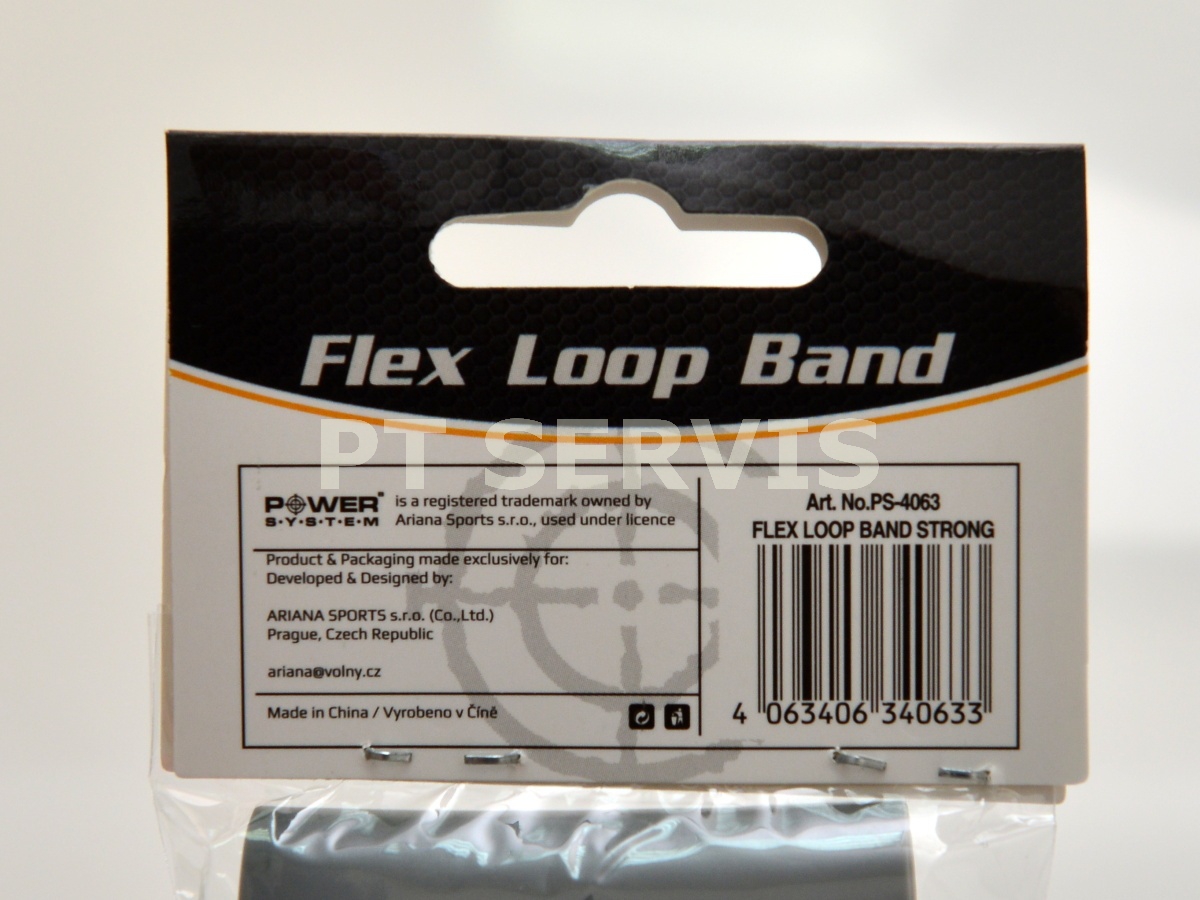 Flex Loop Band
PT SERVIS
POWER
S•Y•S•T•E•M
is a registered trademark owned by
Ariana Sports s.r.o., used under licence
Product & Packaging made exclusively for:
Developed & Designed by:
ARIANA SPORTS s.r.o. (Co.,Ltd.)
Prague, Czech Republic
ariana@volny.cz
Made in China / Vyrobeno v Číně
Art. No.PS-4063
FLEX LOOP BAND STRONG
4 063406 340633